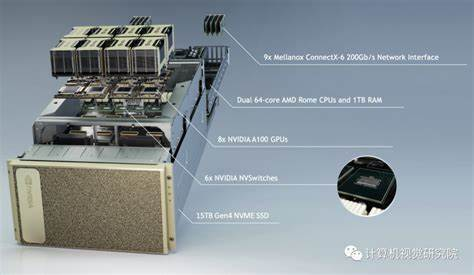 9x Mellanox ConnectX-6 200Gb/s Network Interface
Dual 64-core AMD Rome CPUs and 1TB RAM
8x NVIDIA A100 GPUs
6x NVIDIA NVSwitches
15TB Gen4 NVME SSD
NVIDIA
计算机视觉研究院